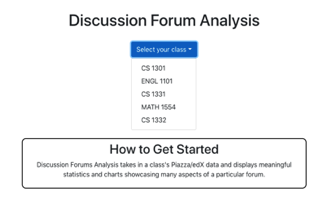 Discussion Forum Analysis
Select your class
CS 1301
ENGL 1101
CS 1331
MATH 1554
CS 1332
How to Get Started
Discussion Forums Analysis takes in a class's Piazza/edX data and displays meaningful
statistics and charts showcasing many aspects of a particular forum.